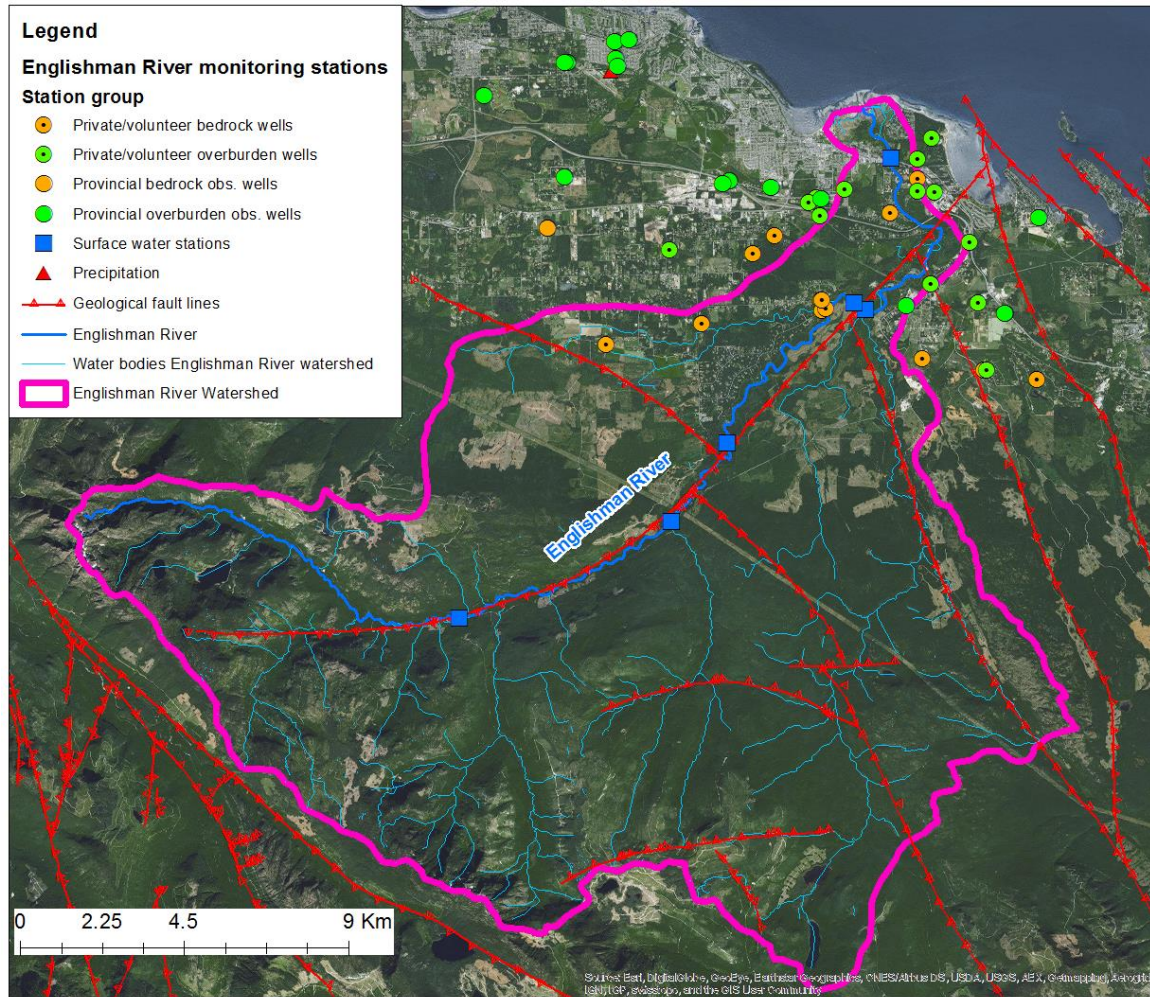 Legend
Englishman River monitoring stations
Station group
Private/volunteer bedrock wells
Private/volunteer overburden wells
Provincial bedrock obs. wells
Provincial overburden obs. wells
Surface water stations
Precipitation
Geological fault lines
Englishman River
Water bodies Englishman River watershed
Englishman River Watershed
Englishman River
0 2.25 4.5 9 Km
Source: Esri, DigitalGlobe, GeoEye, Earthstar Geographics, CNES/Airbus DS, USDA, USGS, AEX, Getmapping,
IGN, IGP, swisstopo, and the GIS User Community